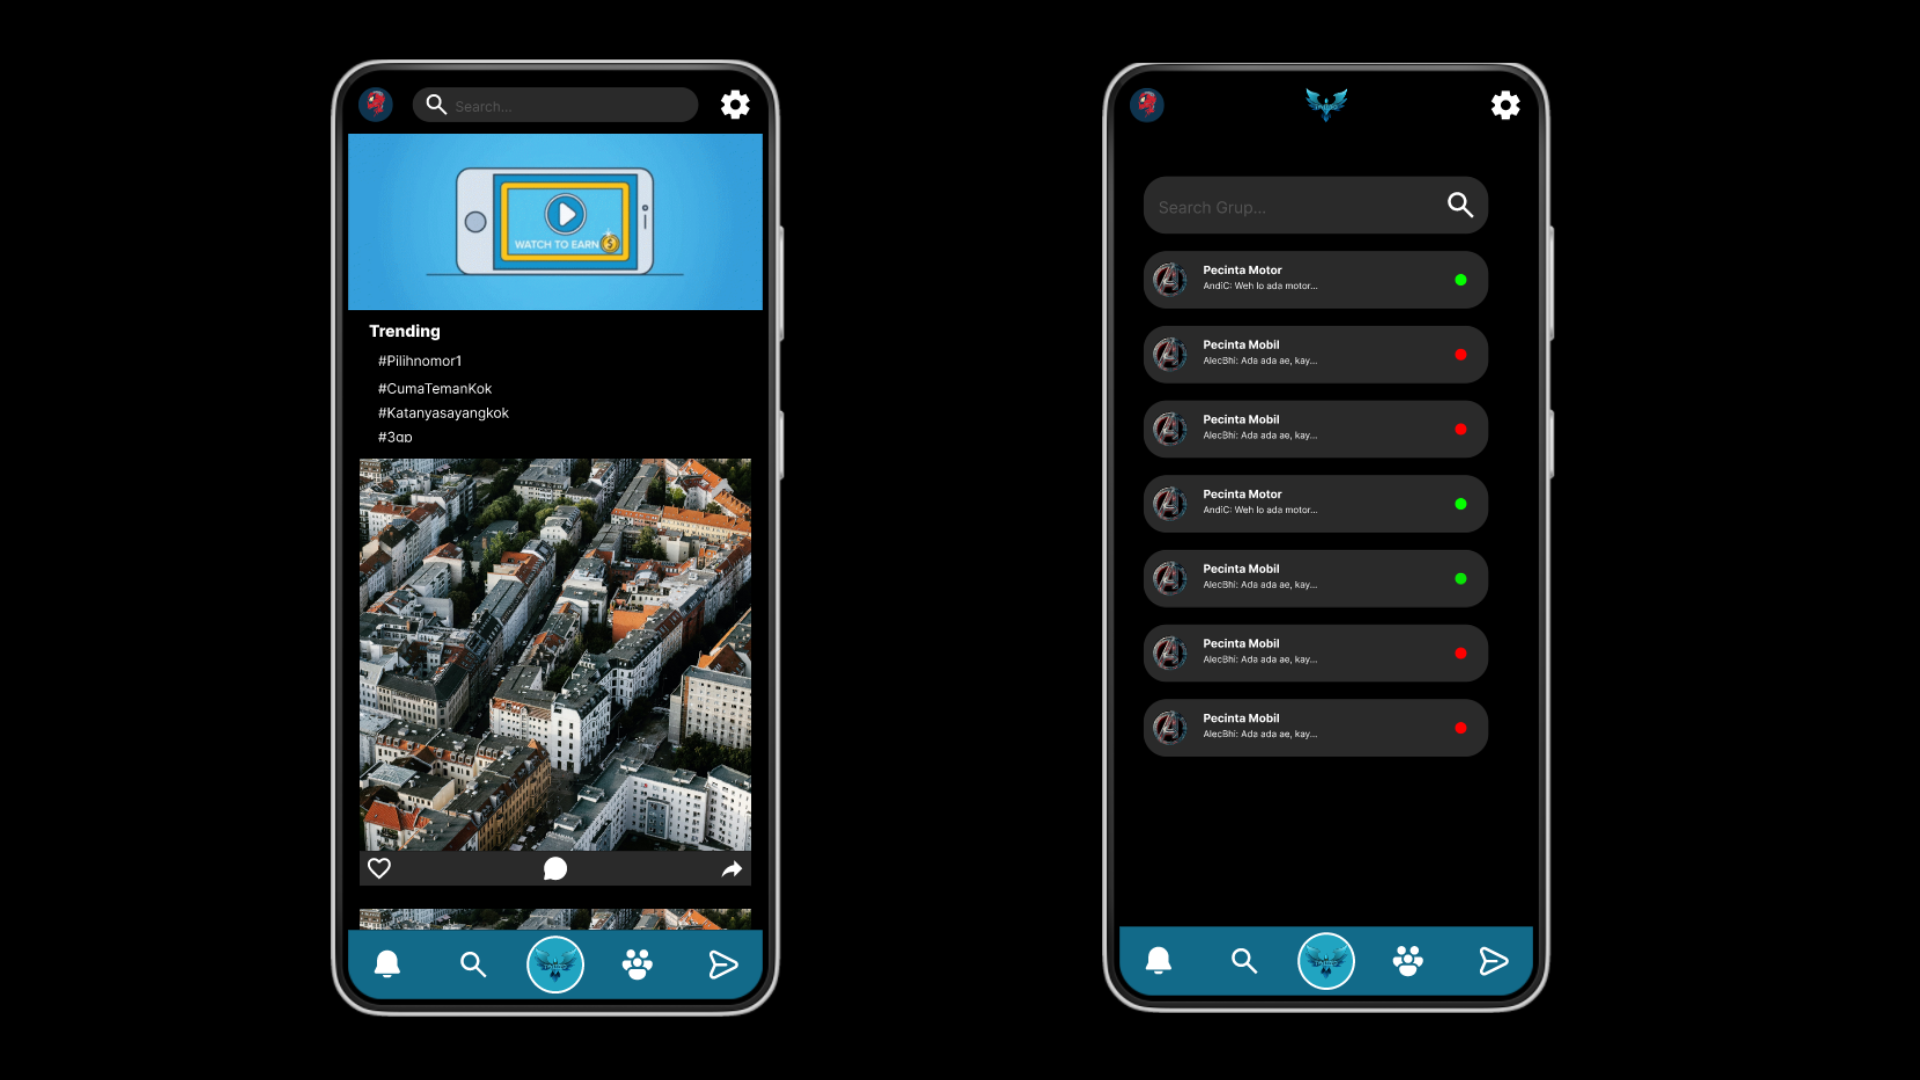 Search...
WATCH TO EARN
Trending
#Pilihnomor1
#CumaTemanKok
#Katanyasayangkok
#3gp
Search Grup...
Pecinta Motor
AndiC: Weh lo ada motor...
Pecinta Mobil
AlecBhi: Ada ada ae, kay...
Pecinta Mobil
AlecBhi: Ada ada ae, kay...
Pecinta Motor
AndiC: Weh lo ada motor...
Pecinta Mobil
AlecBhi: Ada ada ae, kay...
Pecinta Mobil
AlecBhi: Ada ada ae, kay...
Pecinta Mobil
AlecBhi: Ada ada ae, kay...